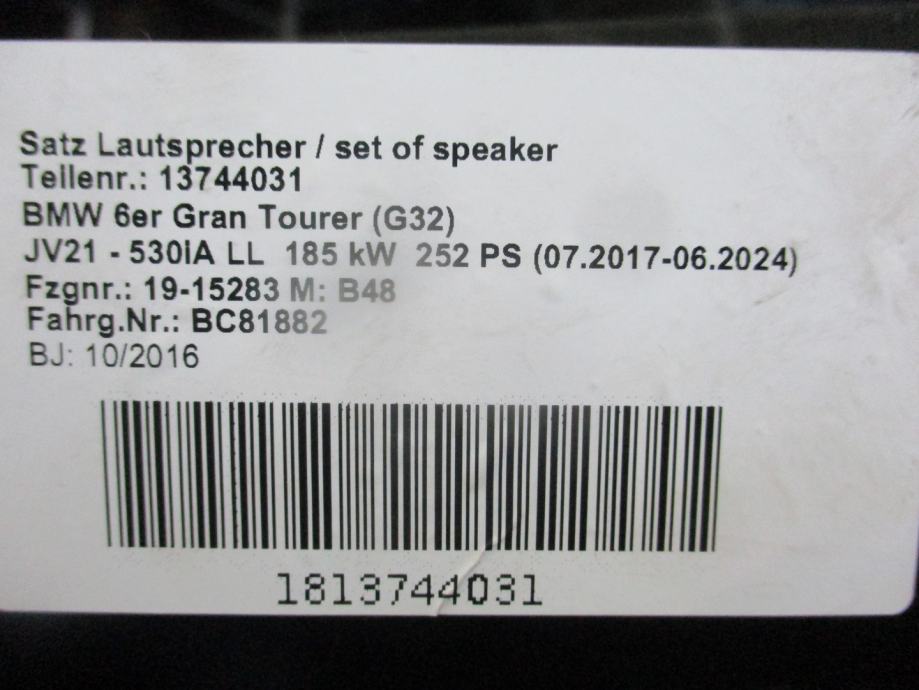 Satz Lautsprecher / set of speaker
Teilenr.: 13744031
BMW 6er Gran Tourer (G32)
JV21 - 530iA LL 185 kW 252 PS (07.2017-06.2024)
Fzgnr.: 19-15283 M: B48
Fahrg.Nr.: BC81882
BJ: 10/2016
1813744031